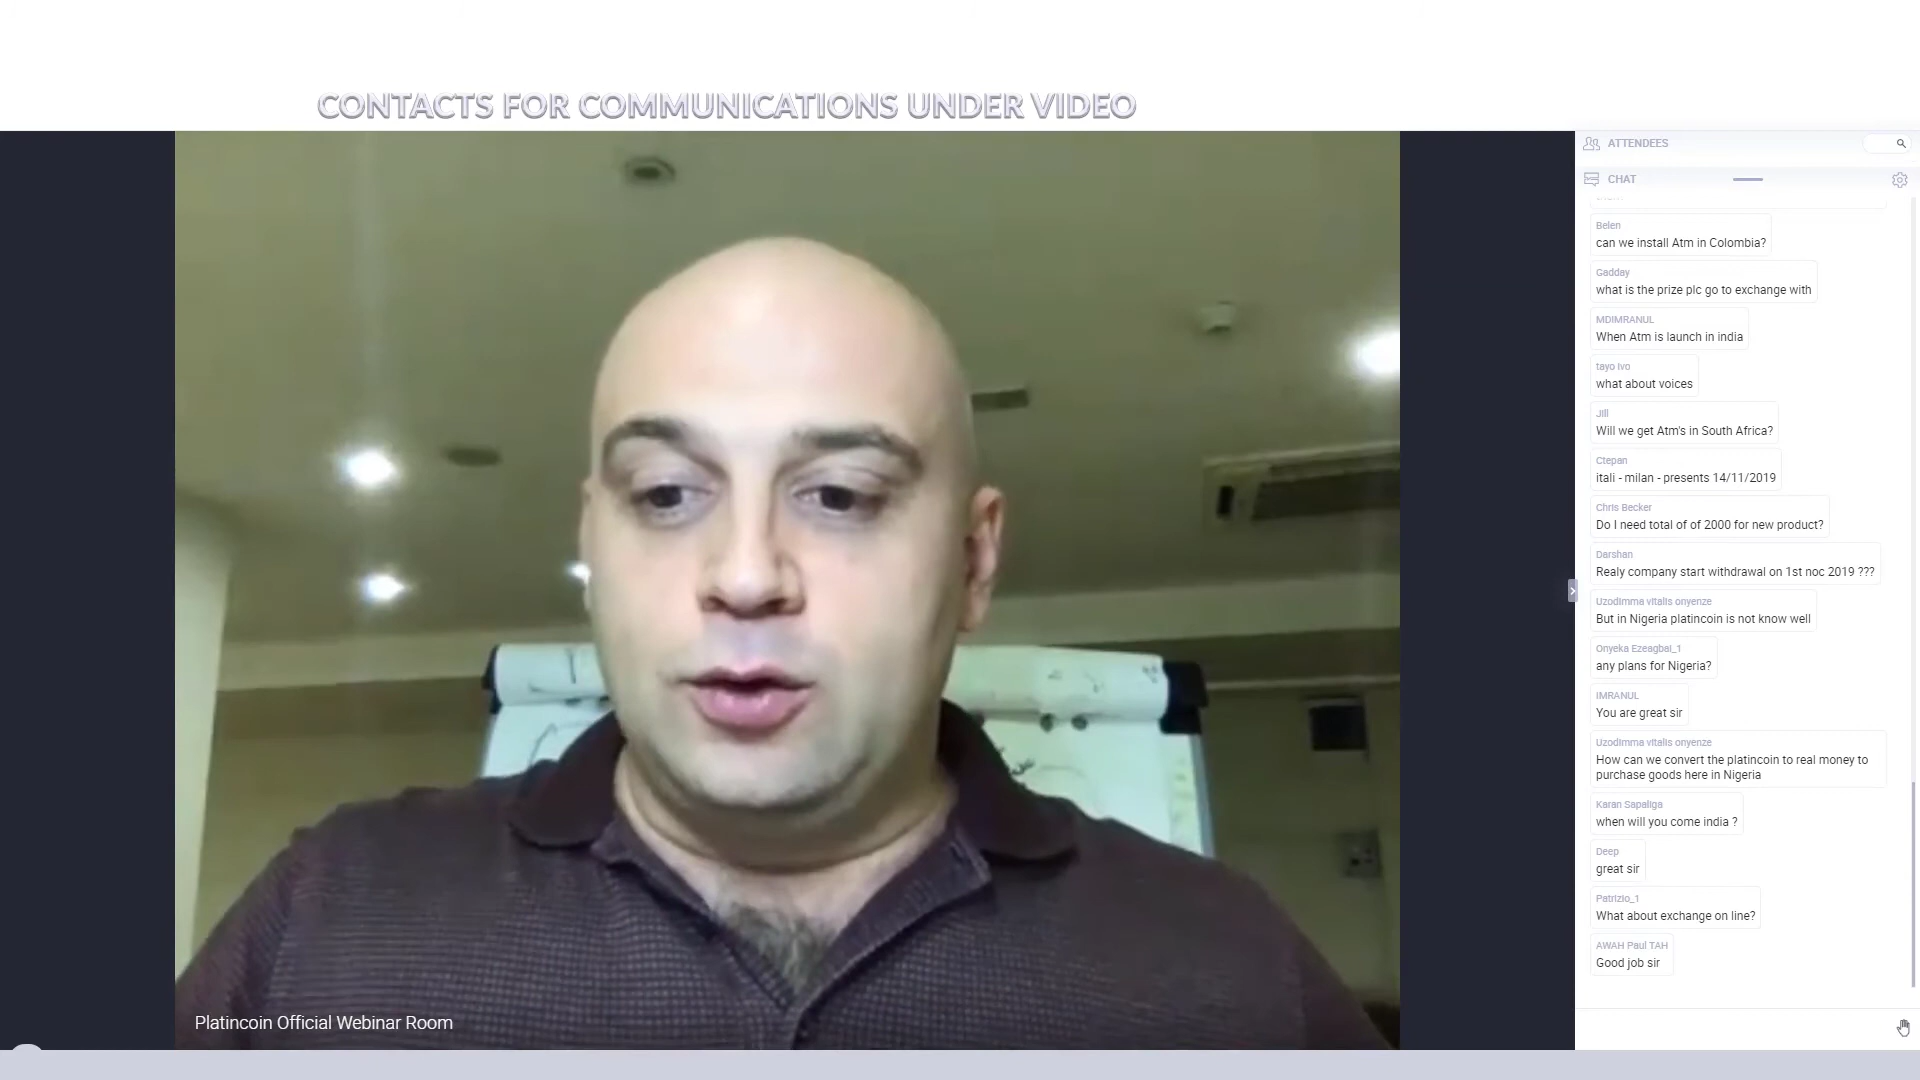 CONTACTS FOR COMMUNICATIONS UNDER VIDEO
ATTENDEES
CHAT
Belen
can we install Atm in Colombia?
Gadday
what is the prize plc go to exchange with
MDIMRANUL
When Atm is launch in india
tayo ivo
what about voices
Jill
Will we get Atm's in South Africa?
Ctepan
itali - milan - presents 14/11/2019
Chris Becker
Do I need total of of 2000 for new product?
Darshan
Realy company start withdrawal on 1st noc 2019 ???
Uzodimma vitalis onyenze
But in Nigeria platincoin is not know well
Onyeka Ezeagbai_1
any plans for Nigeria?
IMRANUL
You are great sir
Uzodimma vitalis onyenze
How can we convert the platincoin to real money to
purchase goods here in Nigeria
Karan Sapaliga
when will you come india ?
Deep
great sir
Patrizio_1
What about exchange on line?
AWAH Paul TAH
Good job sir
Platincoin Official Webinar Room